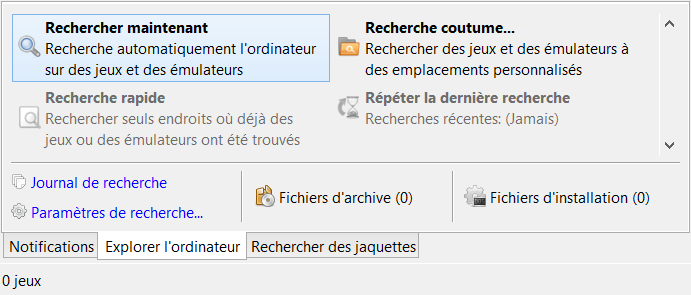 Rechercher maintenant
Recherche automatiquement l'ordinateur
sur des jeux et des émulateurs
Recherche coutume...
Rechercher des jeux et des émulateurs à
des emplacements personnalisés
Recherche rapide
Rechercher seuls endroits où déjà des
jeux ou des émulateurs ont été trouvés
Répéter la dernière recherche
Recherches récentes: (Jamais)
Journal de recherche
Paramètres de recherche...
Fichiers d'archive (0)
Fichiers d'installation (0)
Notifications
Explorer l'ordinateur
Rechercher des jaquettes
0 jeux